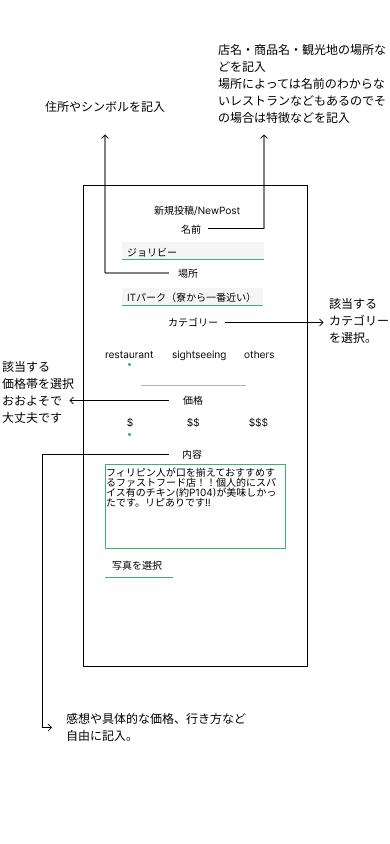 店名・商品名・観光地の場所な
どを記入
場所によっては名前のわからな
いレストランなどもあるのでそ
の場合は特徴などを記入
住所やシンボルを記入
新規投稿/NewPost
名前
ジョリビー
場所
ITパーク（寮から一番近い）
該当する
カテゴリー
を選択。
カテゴリー
restaurant sightseeing others
該当する
価格帯を選択
おおよそで
大丈夫です
価格
$ $$ $$$
内容
フィリピン人が口を揃えておすすめす
るファストフード店！！個人的にスパ
イス有のチキン(約P104)が美味しかっ
たです。リピありです!!
写真を選択
感想や具体的な価格、行き方など
自由に記入。